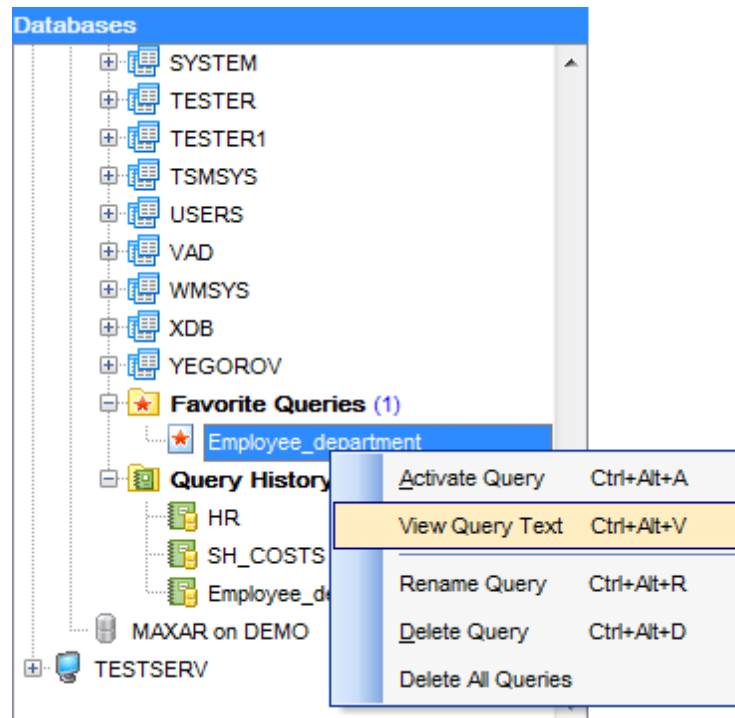 Databases
SYSTEM
TESTER
TESTER1
TSMSYS
USERS
VAD
WMSYS
XDB
YEGOROV
Favorite Queries (1)
Employee_department
Query History
Activate Query Ctrl+Alt+A
View Query Text Ctrl+Alt+V
Rename Query Ctrl+Alt+R
Delete Query Ctrl+Alt+D
Delete All Queries
HR
SH_COSTS
Employee_de
MAXAR on DEMO
TESTSERV